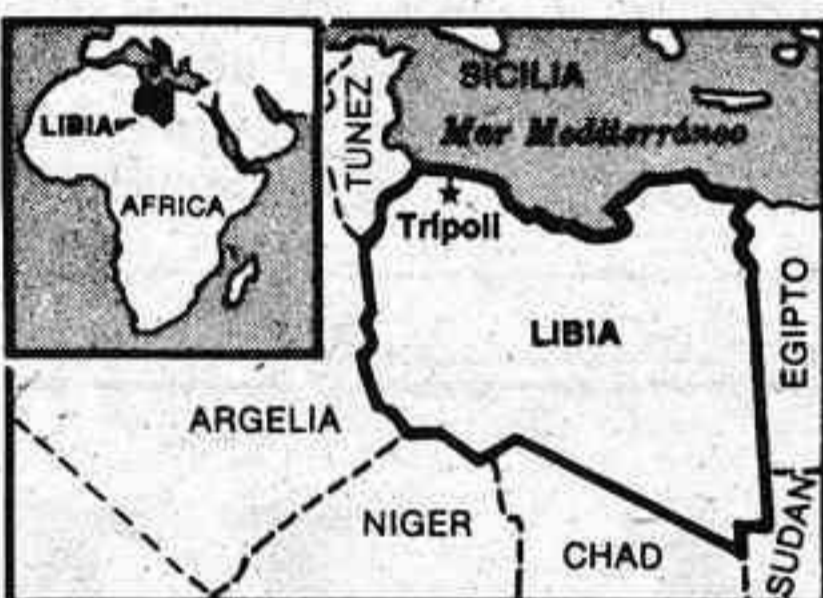 LIBIA
AFRICA
SICILIA
Mar Mediterráneo
TUNEZ
Trípoli
LIBIA
EGIPTO
ARGELIA
NIGER
CHAD
SUDAN